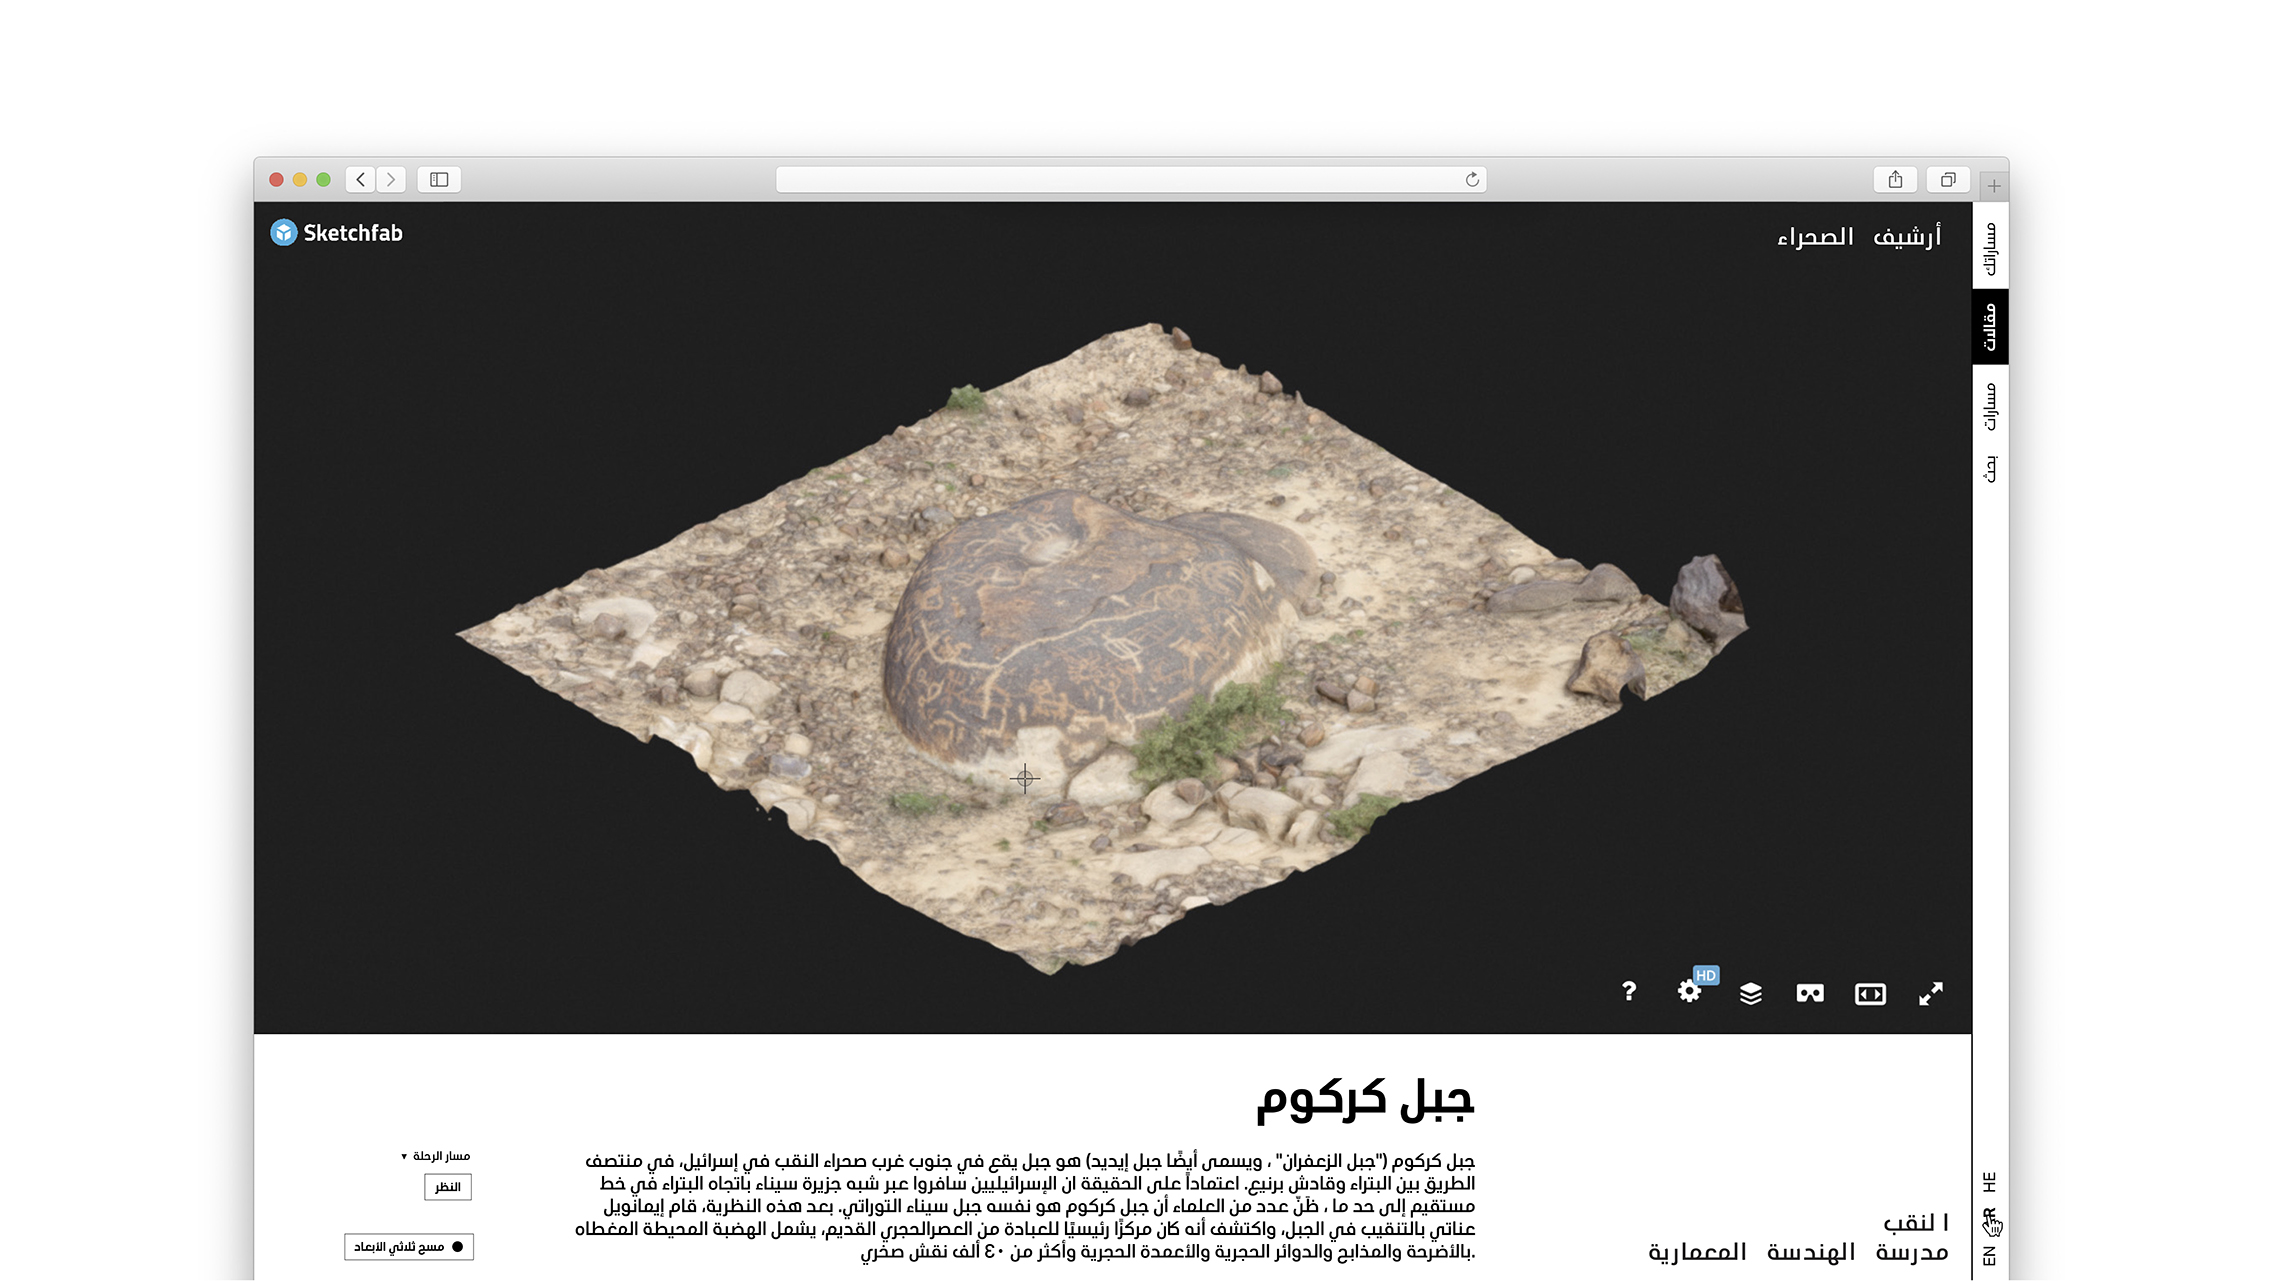 Sketchfab
أرشيف الصحراء
مساراتك
مقالات
مسارات
بحث
HD
?
جبل كركوم
جبل كركوم ("جبل الزعفران" ، ويسمى أيضًا جبل إيديد) هو جبل يقع في جنوب غرب صحراء النقب في إسرائيل، في منتصف
الطريق بين البتراء وقادش برنيع. اعتماداً على الحقيقة ان الإسرائيليين سافروا عبر شبه جزيرة سيناء باتجاه البتراء في خط
مستقيم إلى حد ما ، ظَنّ عدد من العلماء أن جبل كركوم هو نفسه جبل سيناء التوراتي. بعد هذه النظرية، قام إيمانويل
عناتي بالتنقيب في الجبل، واكتشف أنه كان مركزًا رئيسيًا للعبادة من العصرالحجري القديم، يشمل الهضبة المحيطة المغطاه
.بالأضرحة والمذابح والدوائر الحجرية والأعمدة الحجرية وأكثر من ٤٠ ألف نقش صخري
مسار الرحلة ▼
النظر
مسح ثلاثي الأبعاد
ا لنقب
مدرسة الهندسة المعمارية
HE
AR
EN